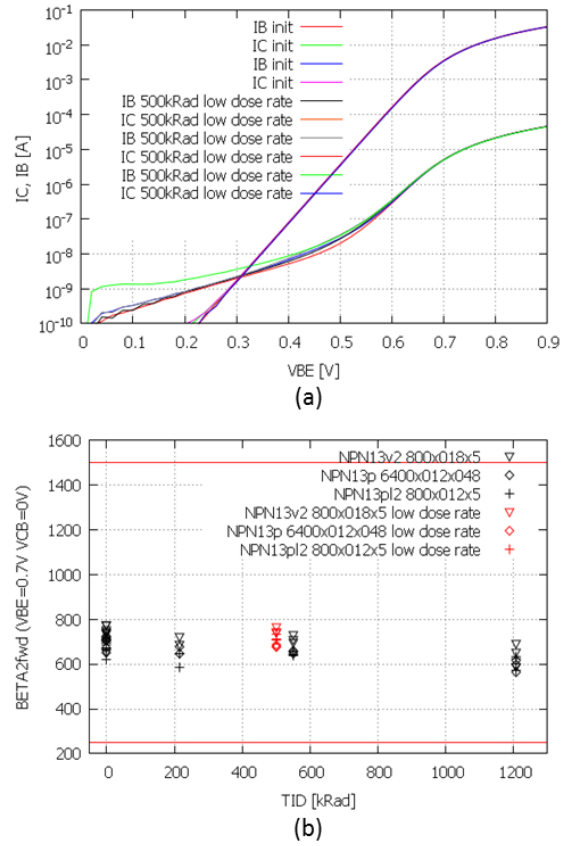 10-1
10-2
10-3
10-4
10-5
10-6
10-7
10-8
10-9
10-10
IC, IB [A]
IB init
IC init
IB init
IC init
IB 500kRad low dose rate
IC 500kRad low dose rate
IB 500kRad low dose rate
IC 500kRad low dose rate
IB 500kRad low dose rate
IC 500kRad low dose rate
0 0.1 0.2 0.3 0.4 0.5 0.6 0.7 0.8 0.9
VBE [V]
(a)
1600
1400
1200
1000
800
600
400
200
BETA2fwd (VBE=0.7V VCB=0V)
NPN13v2 800x018x5
NPN13p 6400x012x048
NPN13pl2 800x012x5
NPN13v2 800x018x5 low dose rate
NPN13p 6400x012x048 low dose rate
NPN13pl2 800x012x5 low dose rate
0 200 400 600 800 1000 1200
TID [kRad]
(b)